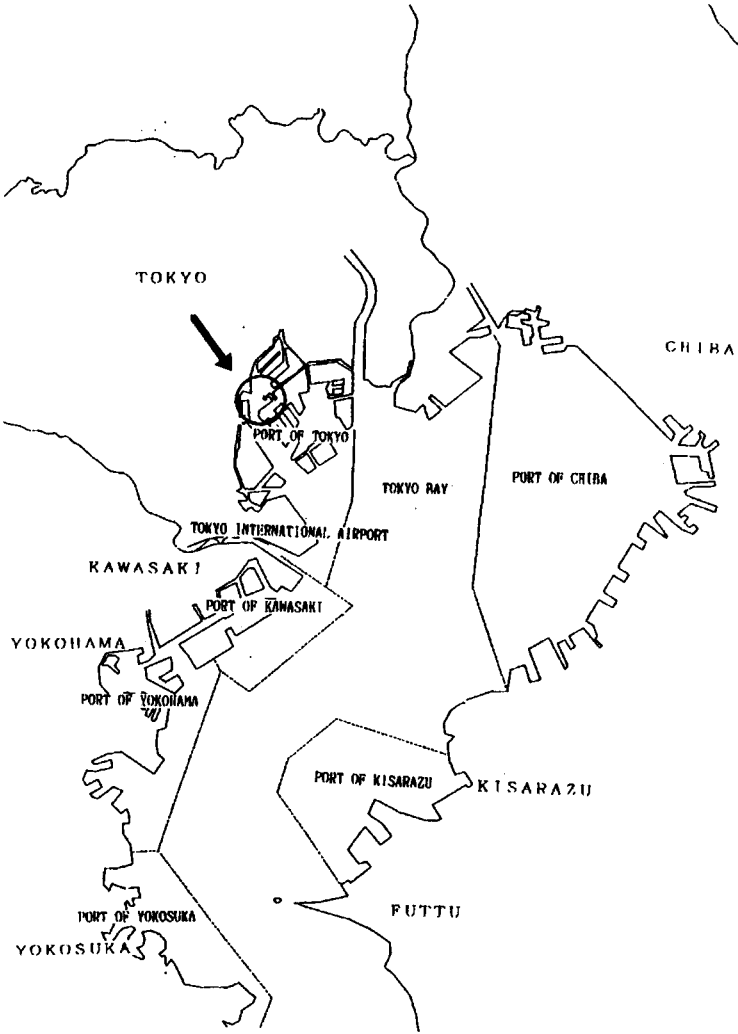 TOKYO
CHIBA
PORT OF TOKYO
TOKYO BAY
PORT OF CHIBA
TOKYO INTERNATIONAL AIRPORT
KAWASAKI
PORT OF KAWASAKI
YOKOHAMA
PORT OF YOKOHAMA
PORT OF KISARAZU
KISARAZU
FUTTU
PORT OF YOKOSUKA
YOKOSUKA